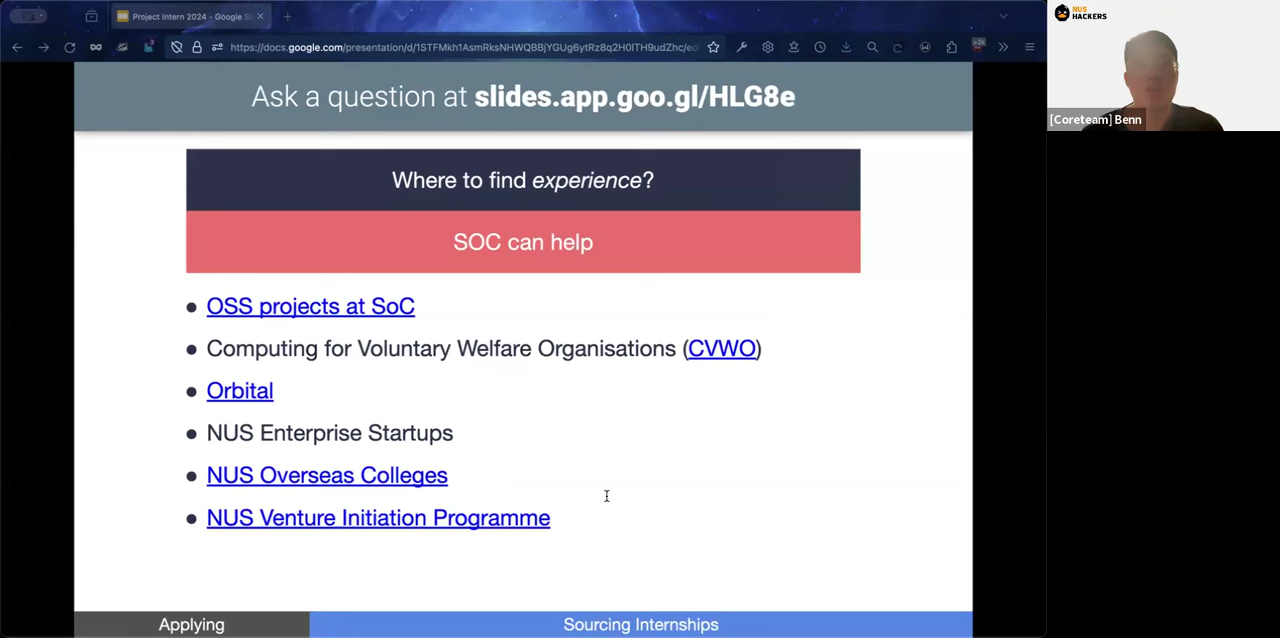 Project Intern 2024 - Google S
https://docs.google.com/presentation/d/1STFMkh1AsmRksNHWQBBjYGUg6ytRz8q2H0lTH9udZhc/ed
NUS
HACKERS
[Coreteam] Benn
Ask a question at slides.app.goo.gl/HLG8e
Where to find experience?
SOC can help
● OSS projects at SoC
● Computing for Voluntary Welfare Organisations (CVWO)
● Orbital
● NUS Enterprise Startups
● NUS Overseas Colleges
● NUS Venture Initiation Programme
Applying
Sourcing Internships